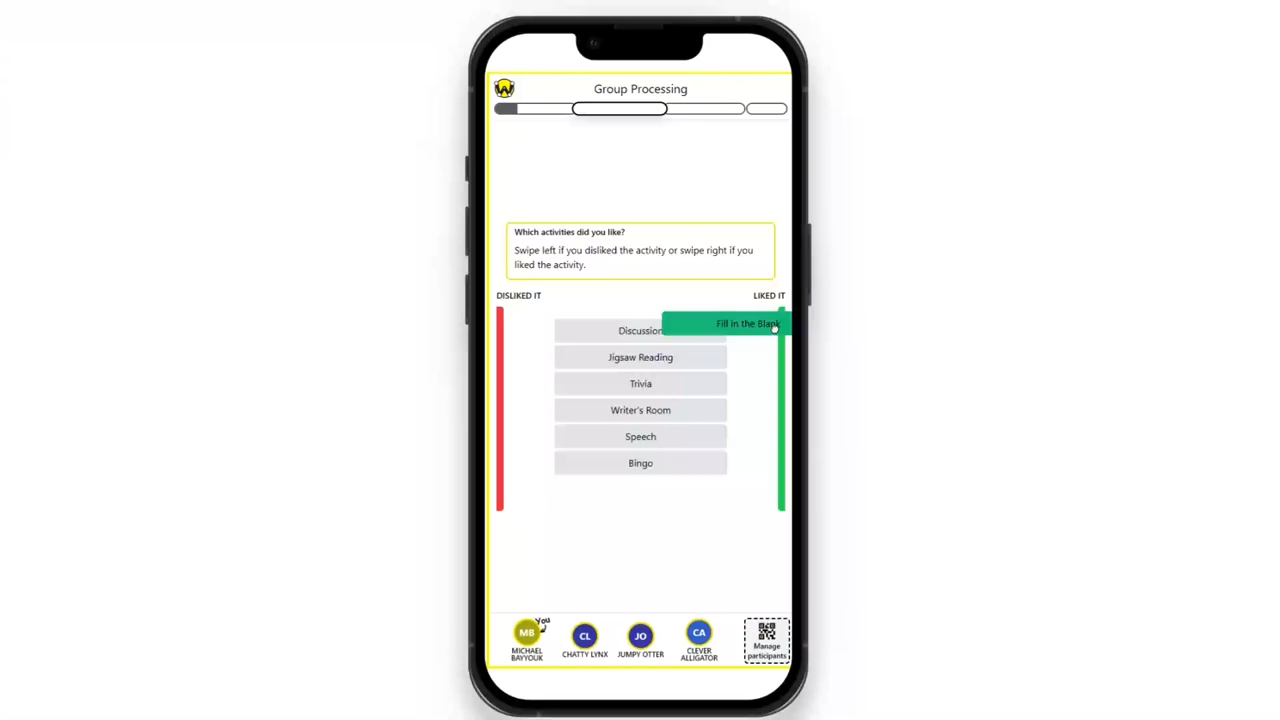 W
Group Processing
Which activities did you like?
Swipe left if you disliked the activity or swipe right if you
liked the activity.
DISLIKED IT
LIKED IT
Fill in the Blank
Discussion
Jigsaw Reading
Trivia
Writer's Room
Speech
Bingo
You
MB
CL
JO
CA
MICHAEL
BAYYOUK
CHATTY LYNX
JUMPY OTTER
CLEVER
ALLIGATOR
Manage
participants